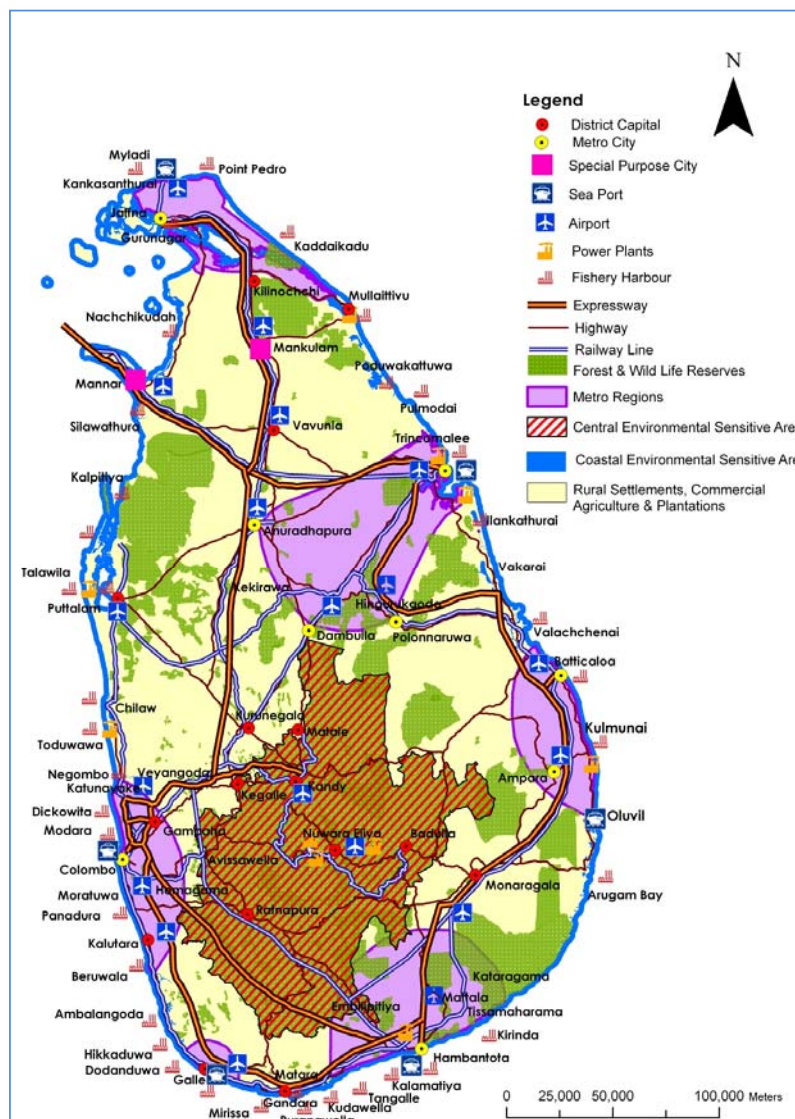 N
Legend
District Capital
Metro City
Special Purpose City
Sea Port
Airport
Power Plants
Fishery Harbour
Expressway
Highway
Railway Line
Forest & Wild Life Reserves
Metro Regions
Central Environmental Sensitive Area
Coastal Environmental Sensitive Area
Rural Settlements, Commercial
Agriculture & Plantations
Myladi
Point Pedro
Kankasanthurai
Jaffna
Gurunagar
Kaddaikadu
Kilinochchi
Mullaittivu
Nachchikudah
Mankulam
Poduwakattuwa
Mannar
Pulmodai
Silawathura
Vavunia
Trincomalee
Kalpitiya
Ilankathurai
Anuradhapura
Vakarai
Talawila
Kekirawa
Hingurakgoda
Puttalam
Dambulla
Polonnaruwa
Valachchenai
Batticaloa
Chilaw
Kurunegala
Matale
Kulmunai
Toduwawa
Negombo
Veyangoda
Ampara
Katunayake
Kegalle
Kandy
Dickowita
Oluvil
Modara
Gampaha
Nuwara Eliya
Badulla
Colombo
Avissawella
Monaragala
Arugam Bay
Moratuwa
Homagama
Panadura
Ratnapura
Kalutara
Kataragama
Beruwala
Embilipitiya
Mattala
Tissamaharama
Ambalangoda
Kirinda
Hikkaduwa
Hambantota
Dodanduwa
Matara
Galle
Kalamatiya
Tangalle
Gandara
Kudawella
Mirissa
0 25,000 50,000 100,000 Meters